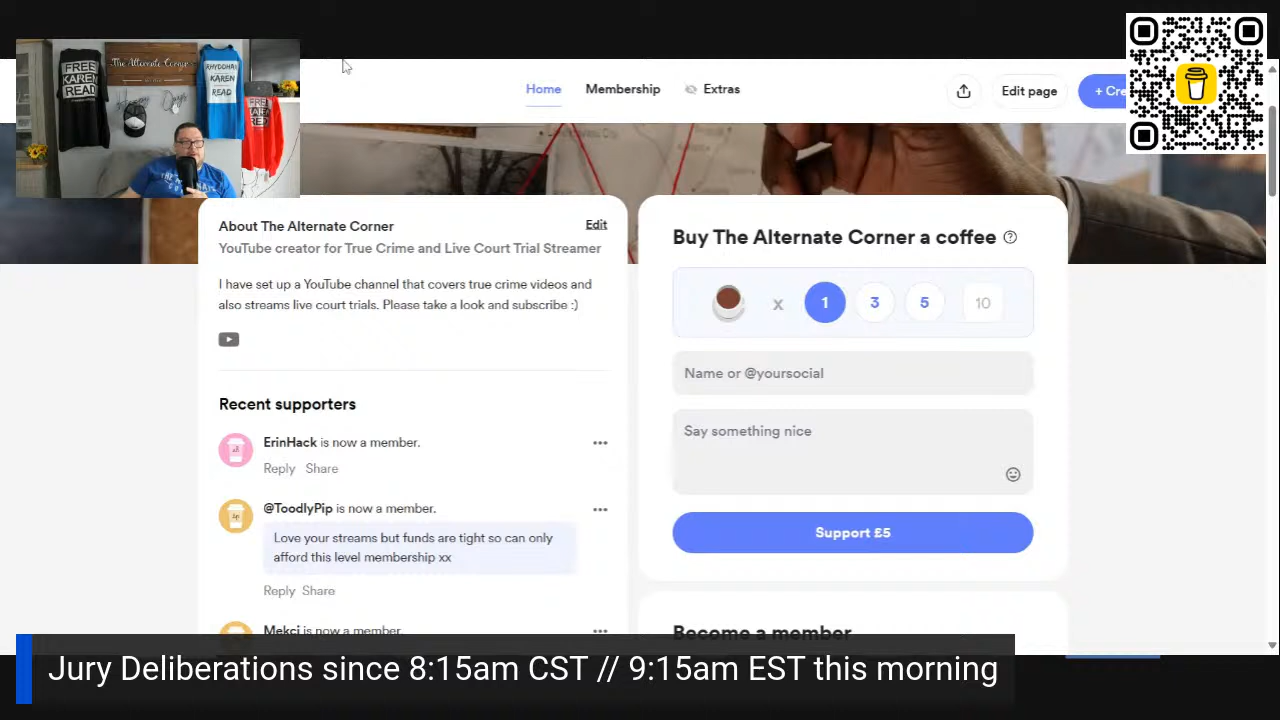 The Alternate Corner
FREE
KAREN
READ
KAREN
READ
Home
Membership
Extras
Edit page
+ Cre
About The Alternate Corner
Edit
YouTube creator for True Crime and Live Court Trial Streamer
I have set up a YouTube channel that covers true crime videos and
also streams live court trials. Please take a look and subscribe :)
Recent supporters
ErinHack is now a member.
Reply Share
@ToodlyPip is now a member.
Love your streams but funds are tight so can only
afford this level membership xx
Reply Share
Mekci is now a member.
Buy The Alternate Corner a coffee
x
1
3
5
10
Name or @yoursocial
Say something nice
Support £5
Become a member
Jury Deliberations since 8:15am CST // 9:15am EST this morning